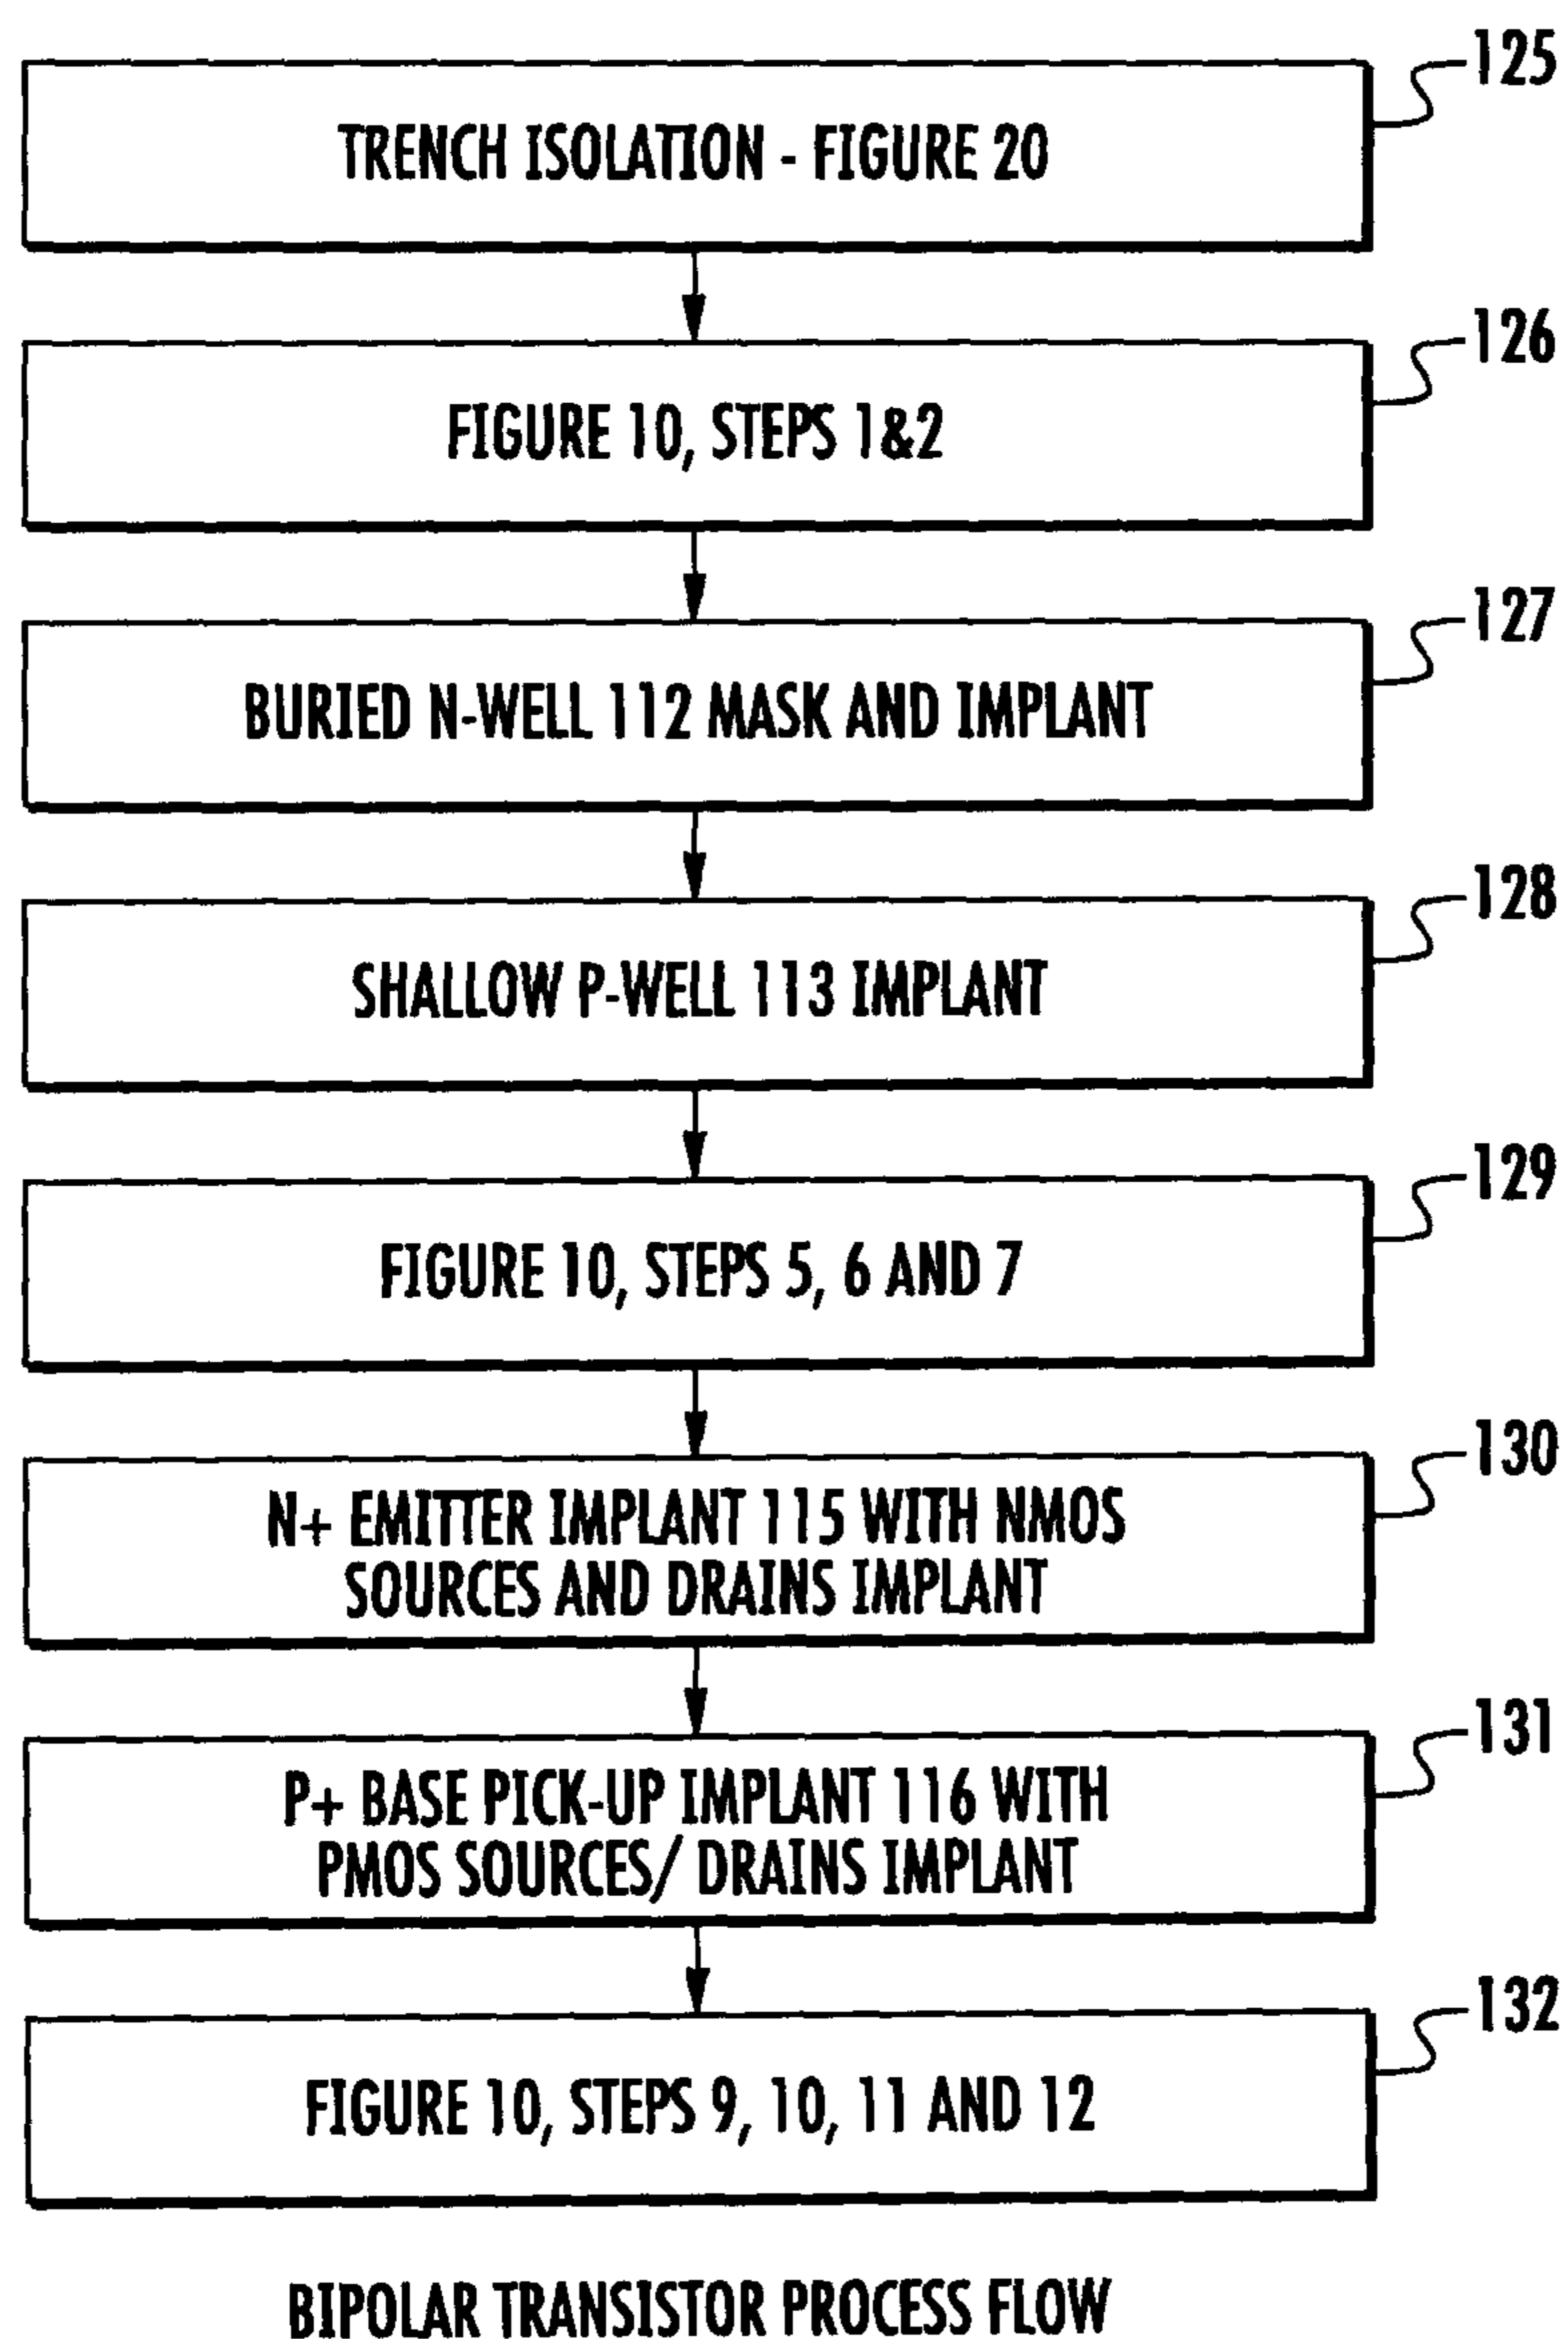 125
TRENCH ISOLATION - FIGURE 20
126
FIGURE 10, STEPS 1&2
127
BURIED N-WELL 112 MASK AND IMPLANT
128
SHALLOW P-WELL 113 IMPLANT
129
FIGURE 10, STEPS 5, 6 AND 7
130
N+ EMITTER IMPLANT 115 WITH NMOS
SOURCES AND DRAINS IMPLANT
131
P+ BASE PICK-UP IMPLANT 116 WITH
PMOS SOURCES/ DRAINS IMPLANT
132
FIGURE 10, STEPS 9, 10, 11 AND 12
BIPOLAR TRANSISTOR PROCESS FLOW